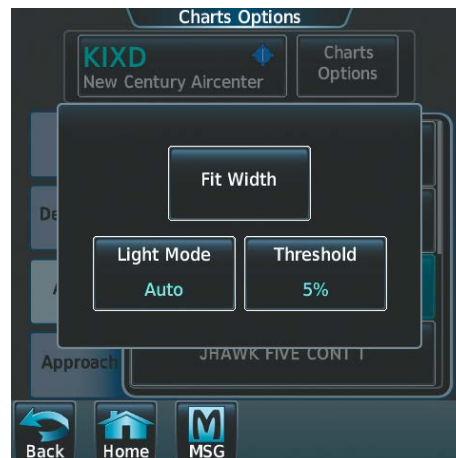 Charts Options
KIXD
New Century Aircenter
Charts
Options
Fit Width
De
Light Mode
Auto
Threshold
5%
A
Approach
JHAWK FIVE CONT 1
Back
Home
MSG